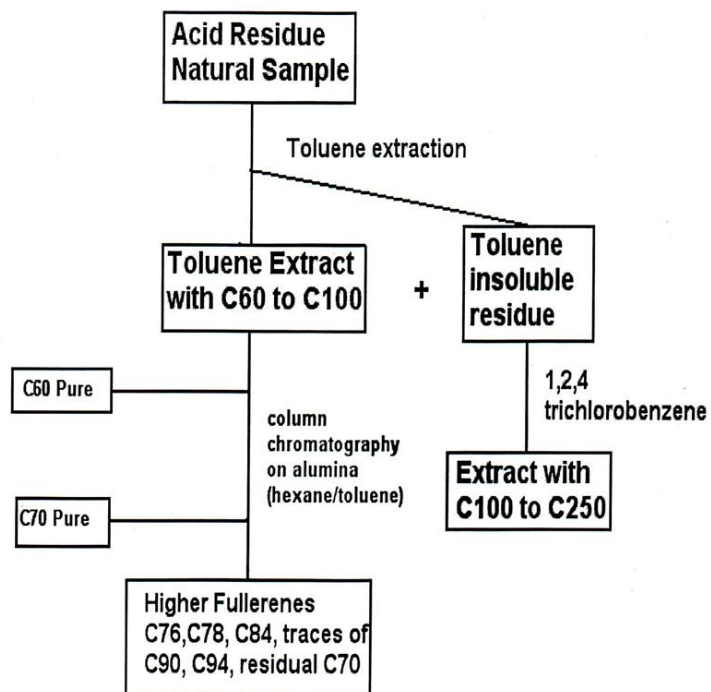 Acid Residue
Natural Sample
Toluene extraction
Toluene Extract
with C60 to C100
+
Toluene
insoluble
residue
C60 Pure
column
chromatography
on alumina
(hexane/toluene)
1,2,4
trichlorobenzene
C70 Pure
Extract with
C100 to C250
Higher Fullerenes
C76,C78, C84, traces of
C90, C94, residual C70